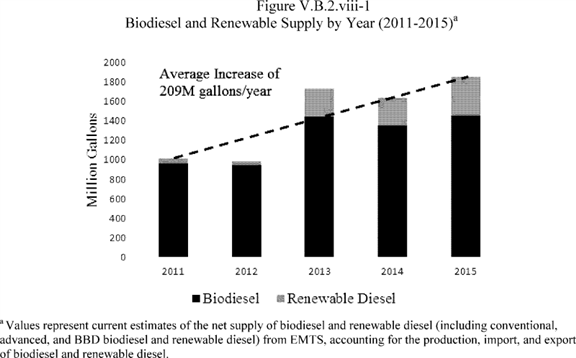 Figure V.B.2.viii-1
Biodiesel and Renewable Supply by Year (2011-2015)ª
2000
1800
1600
1400
1200
1000
800
600
400
200
0
Million Gallons
Average Increase of
209M gallons/year
2011 2012 2013 2014 2015
Biodiesel Renewable Diesel
ª Values represent current estimates of the net supply of biodiesel and renewable diesel (including conventional,
advanced, and BBD biodiesel and renewable diesel) from EMTS, accounting for the production, import, and export
of biodiesel and renewable diesel.